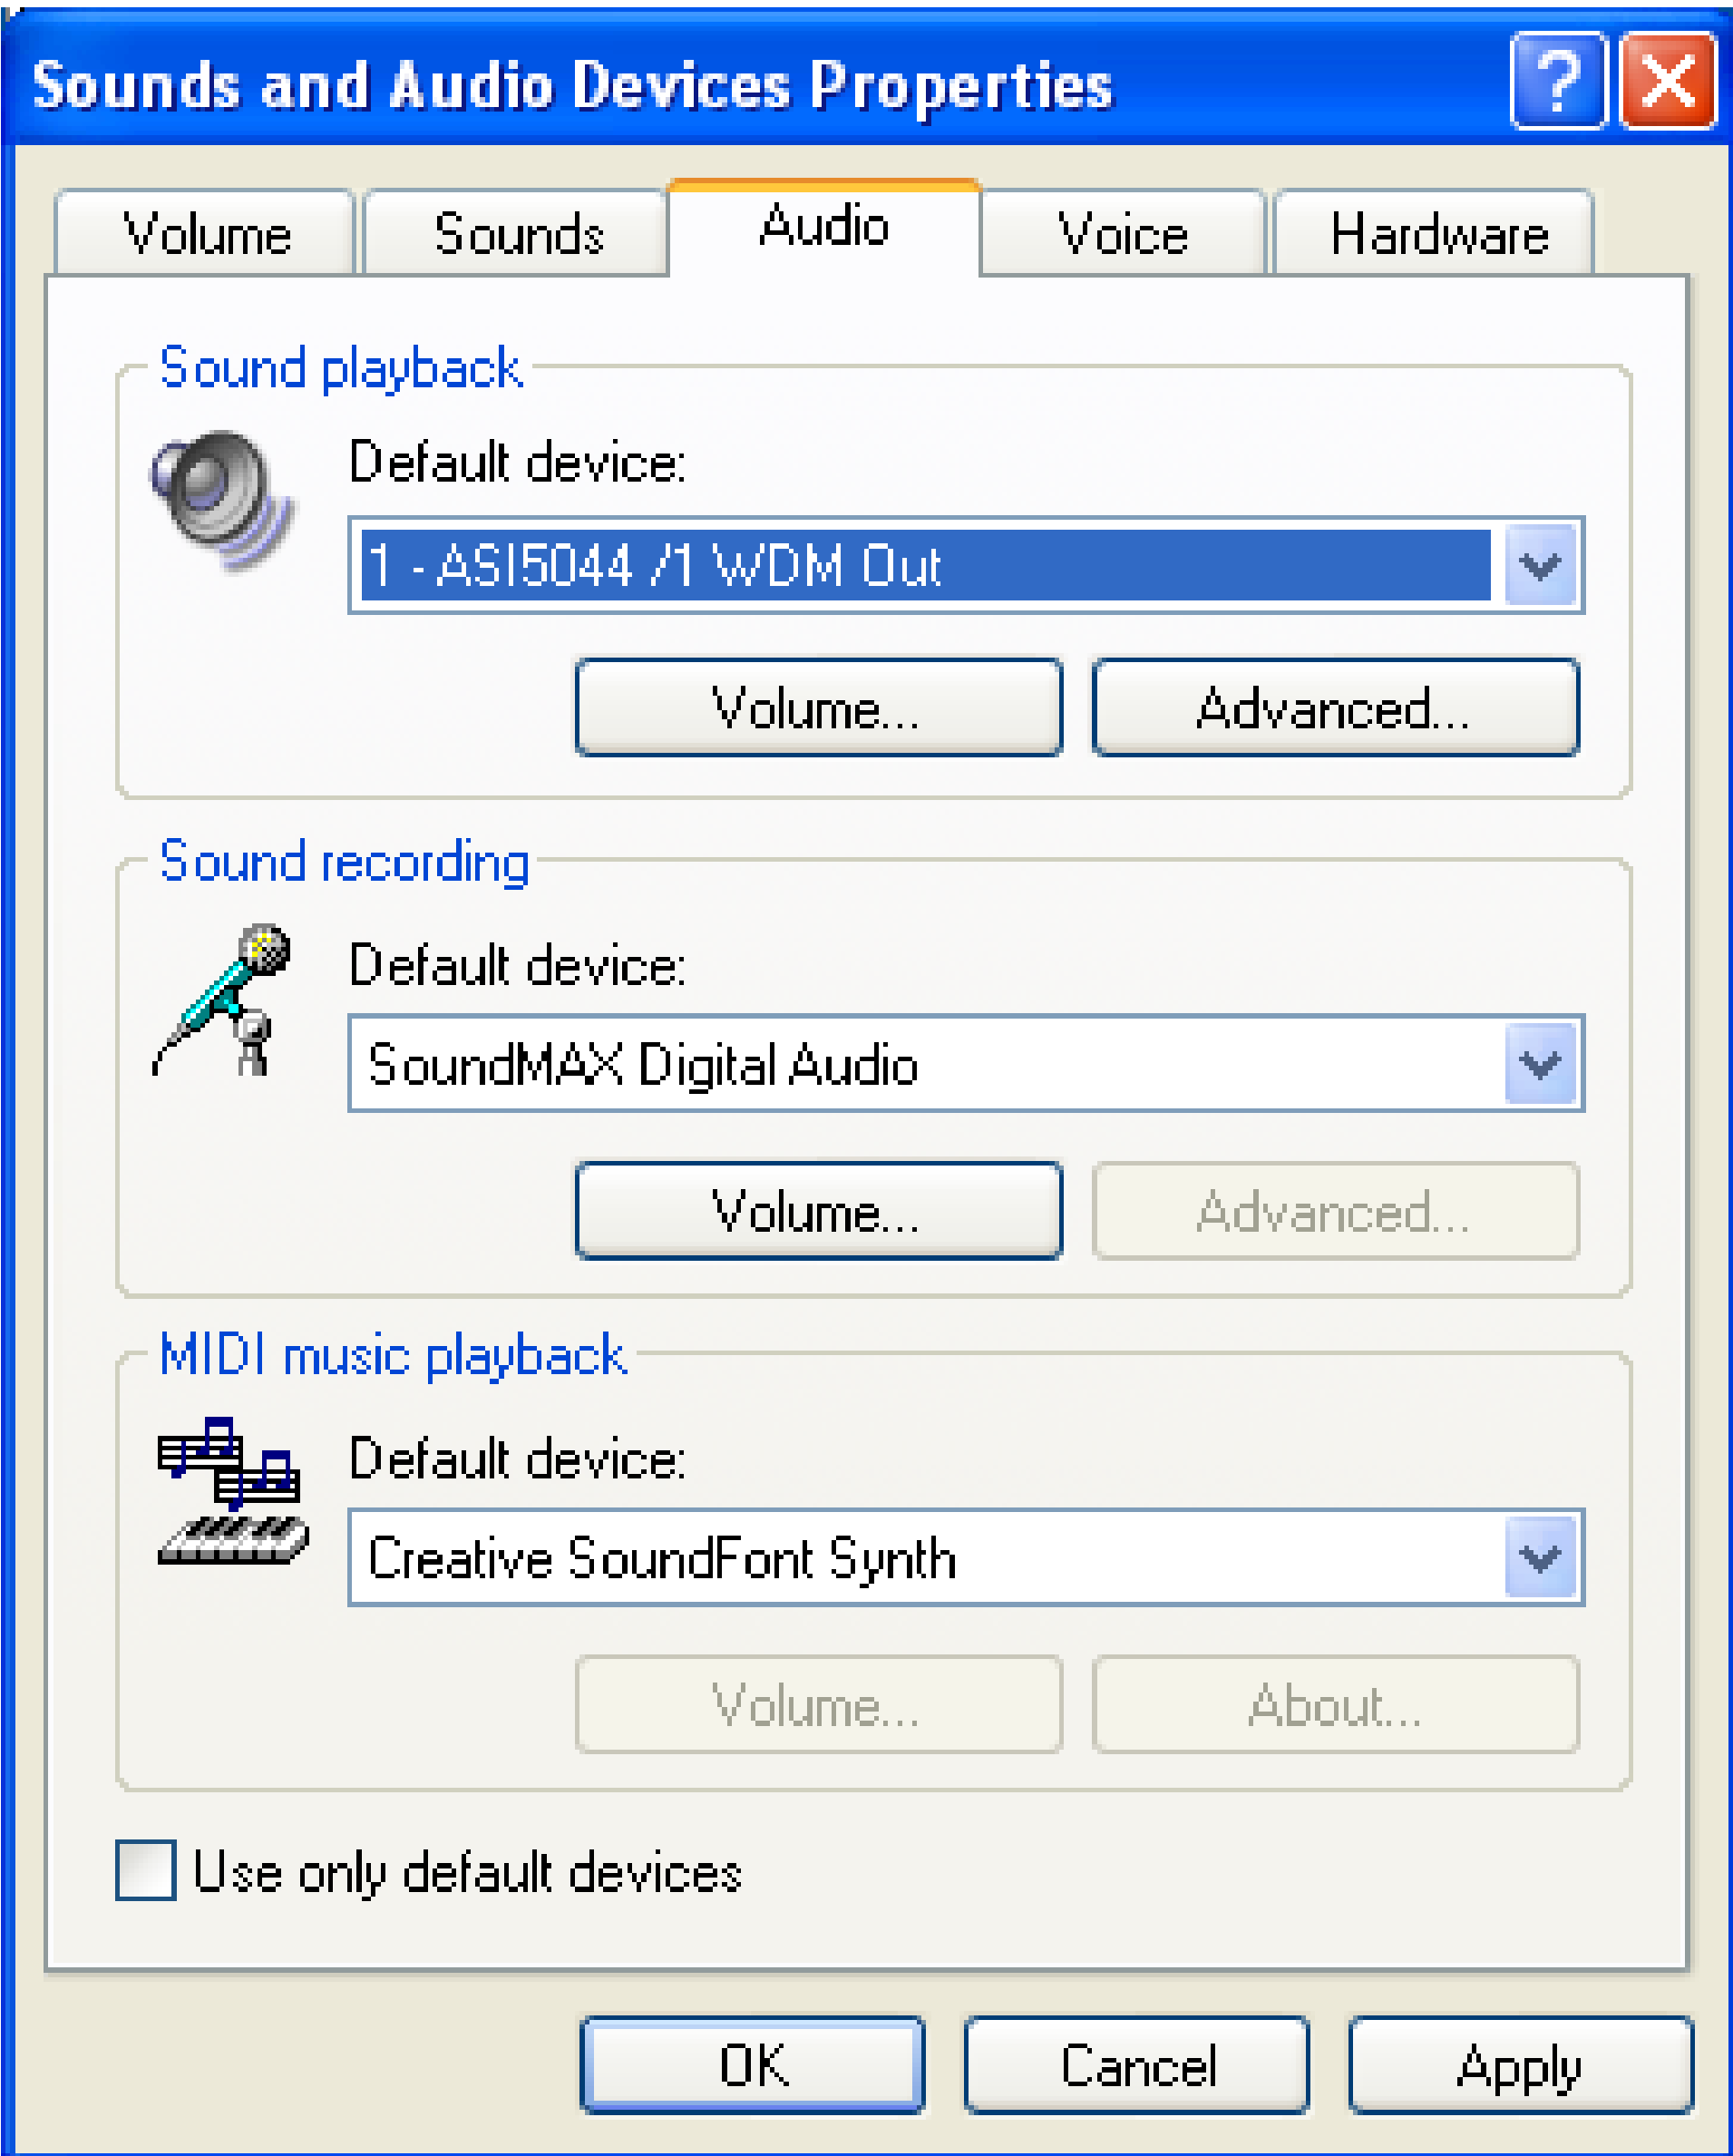 Sounds and Audio Devices Properties
Volume Sounds Audio Voice Hardware
Sound playback
Default device:
1 - ASI5044 /1 WDM Out
Volume... Advanced...
Sound recording
Default device:
SoundMAX Digital Audio
Volume... Advanced...
MIDI music playback
Default device:
Creative SoundFont Synth
Volume... About...
Use only default devices
OK Cancel Apply